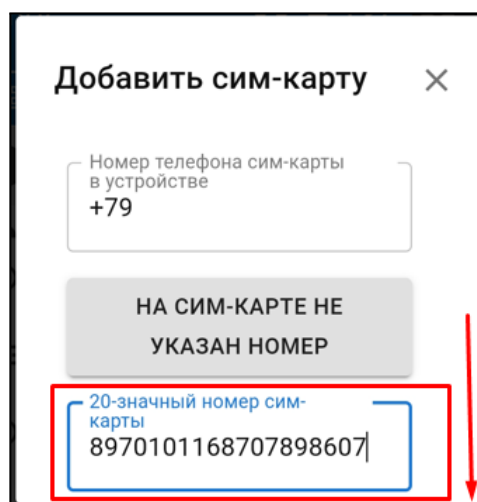 Добавить сим-карту
Номер телефона сим-карты
в устройстве
+79
НА СИМ-КАРТЕ НЕ
УКАЗАН НОМЕР
20-значный номер сим-
карты
8970101168707898607